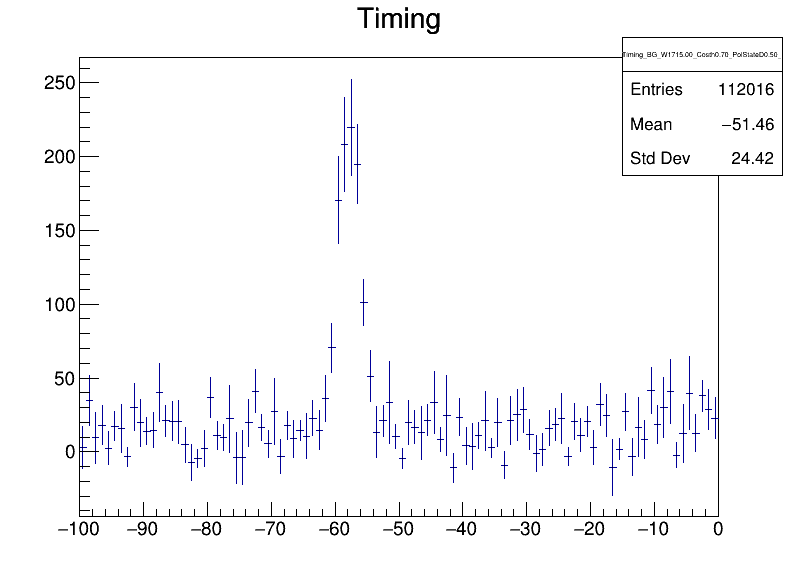 Timing
Timing_BG_W1715.00_Costh0.70_PolStateD0.50_
Entries 112016
Mean −51.46
Std Dev 24.42
250
200
150
100
50
0
−100 −90 −80 −70 −60 −50 −40 −30 −20 −10 0